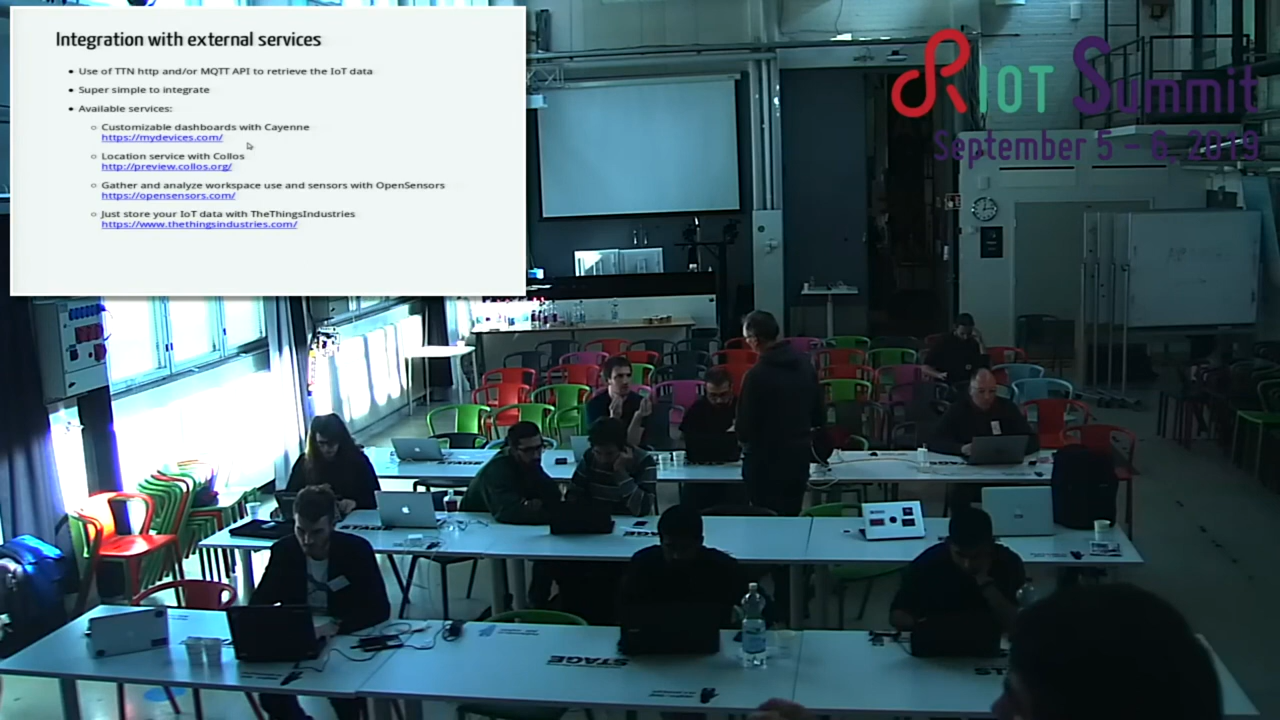 Integration with external services
Use of TTN http and/or MQTT API to retrieve the IoT data
Super simple to integrate
Available services:
Customizable dashboards with Cayenne
https://mydevices.com/
Location service with Collos
http://preview.collos.org/
Gather and analyze workspace use and sensors with OpenSensors
https://opensensors.com/
Just store your IoT data with TheThingsIndustries
https://www.thethingsindustries.com/
RIOT Summit
September 5 - 6, 2019
STAGE